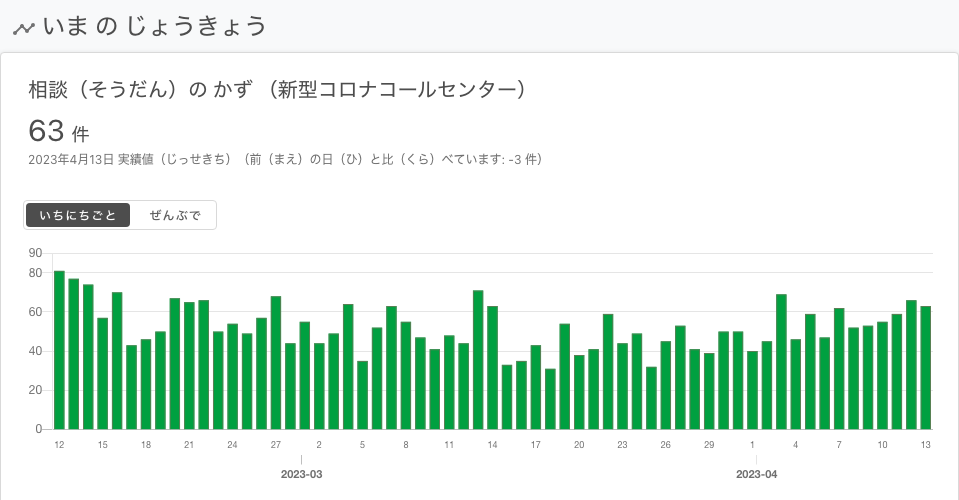 いま の じょうきょう
相談（そうだん）の かず （新型コロナコールセンター）
63 件
2023年4月13日 実績値（じっせきち）（前（まえ）の日（ひ）と比（くら）べています: -3 件）
いちにちごと ぜんぶで
90
80
60
40
20
0
12 15 18 21 24 27 2 5 8 11 14 17 20 23 26 29 1 4 7 10 13
2023-03 2023-04